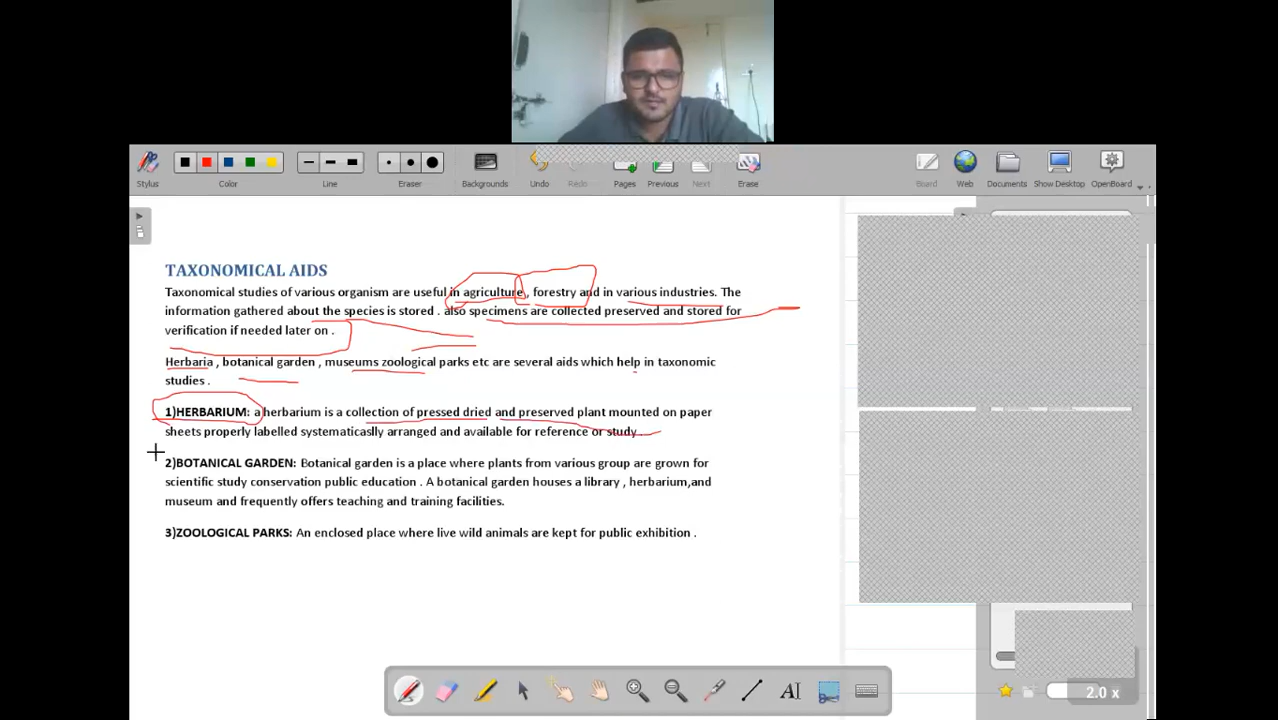 Stylus
Color
Line
Eraser
Backgrounds
Undo
Redo
Pages
Previous
Next
Erase
Board
Web
Documents
Show Desktop
OpenBoard
TAXONOMICAL AIDS
Taxonomical studies of various organism are useful in agriculture , forestry and in various industries. The
information gathered about the species is stored . also specimens are collected preserved and stored for
verification if needed later on .
Herbaria , botanical garden , museums zoological parks etc are several aids which help in taxonomic
studies .
1)HERBARIUM: a herbarium is a collection of pressed dried and preserved plant mounted on paper
sheets properly labelled systematicaslly arranged and available for reference or study .
2)BOTANICAL GARDEN: Botanical garden is a place where plants from various group are grown for
scientific study conservation public education . A botanical garden houses a library , herbarium,and
museum and frequently offers teaching and training facilities.
3)ZOOLOGICAL PARKS: An enclosed place where live wild animals are kept for public exhibition .
2.0 x